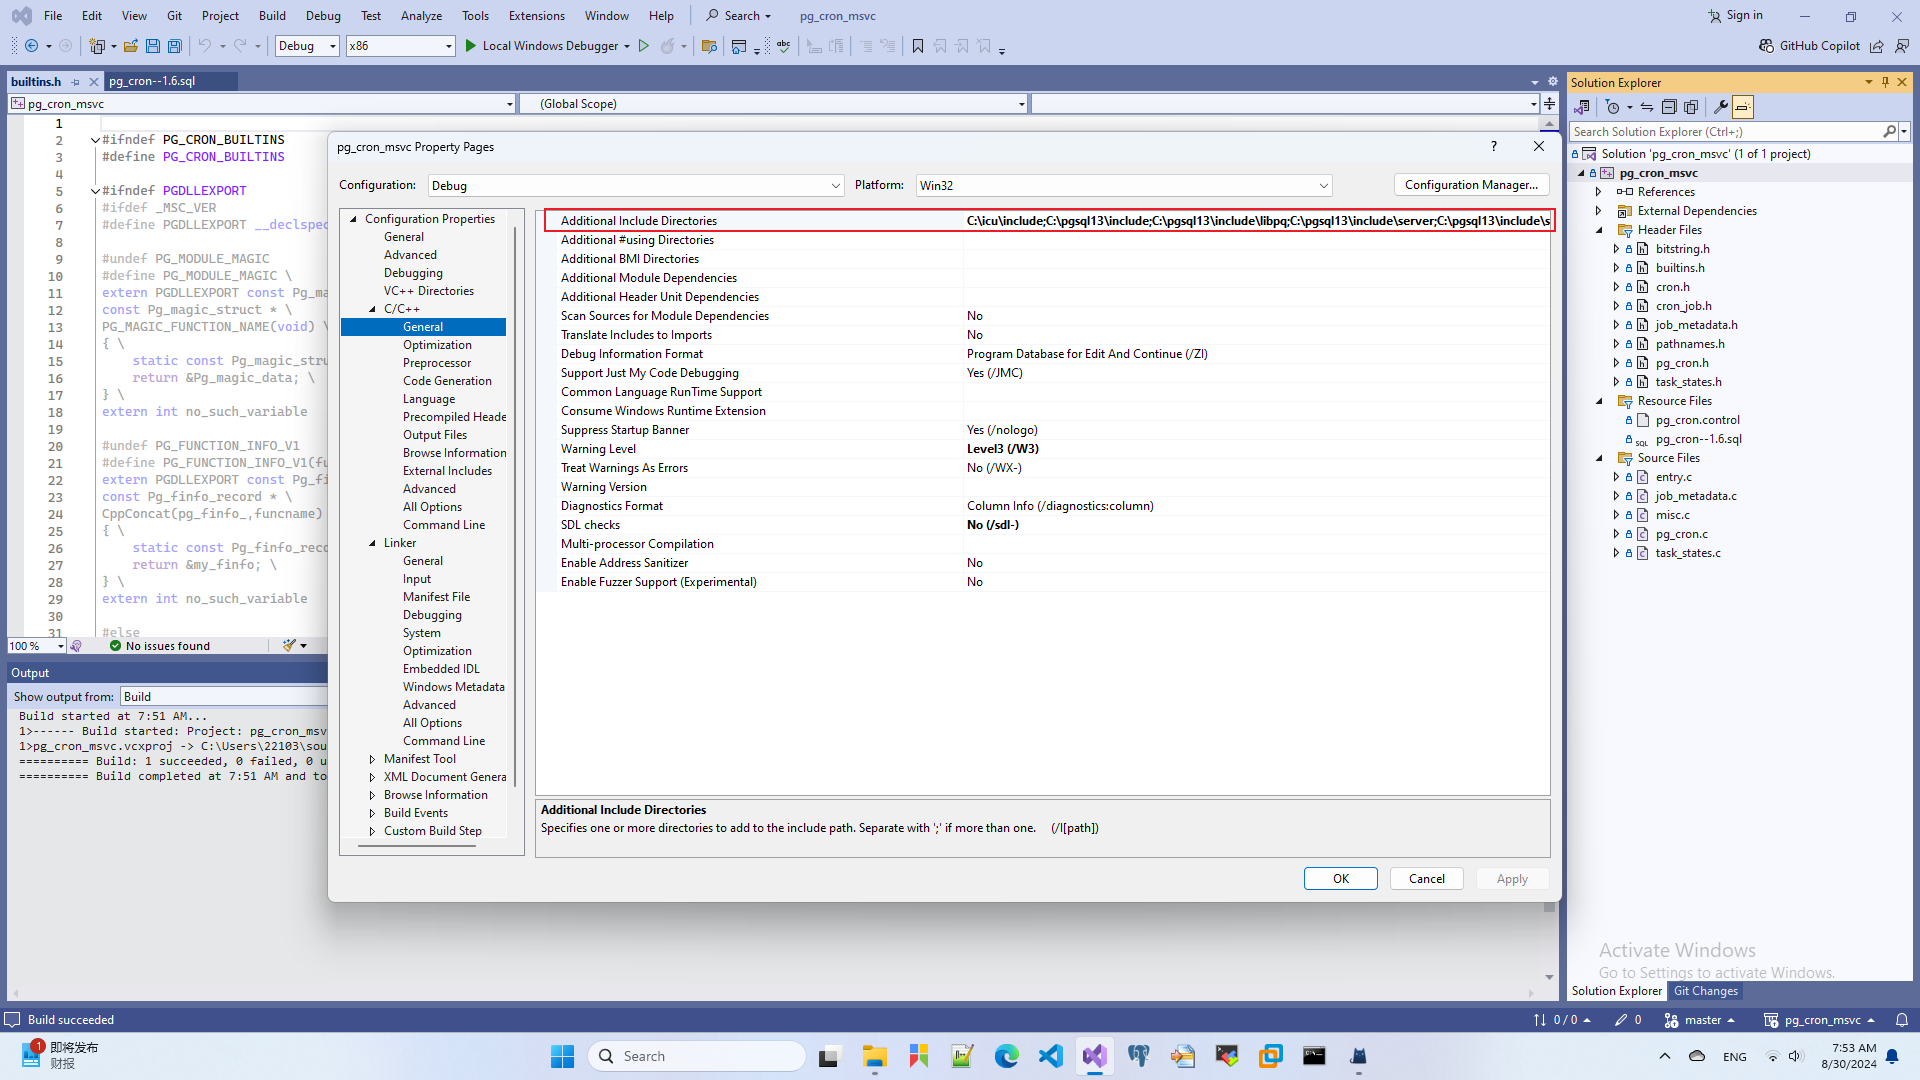 File Edit View Git Project Build Debug Test Analyze Tools Extensions Window Help Search pg_cron_msvc Sign in
Debug x86 Local Windows Debugger GitHub Copilot
builtins.h pg_cron--1.6.sql
pg_cron_msvc (Global Scope)
1
2 #ifndef PG_CRON_BUILTINS
3 #define PG_CRON_BUILTINS
4
5 #ifndef PGDLLEXPORT
6 #ifdef _MSC_VER
7 #define PGDLLEXPORT __declspec
8
9 #undef PG_MODULE_MAGIC
10 #define PG_MODULE_MAGIC \
11 extern PGDLLEXPORT const Pg_ma
12 const Pg_magic_struct * \
13 PG_MAGIC_FUNCTION_NAME(void) \
14 { \
15 static const Pg_magic_stru
16 return &Pg_magic_data; \
17 } \
18 extern int no_such_variable
19
20 #undef PG_FUNCTION_INFO_V1
21 #define PG_FUNCTION_INFO_V1(fu
22 extern PGDLLEXPORT const Pg_fi
23 const Pg_finfo_record * \
24 CppConcat(pg_finfo_,funcname)
25 { \
26 static const Pg_finfo_reco
27 return &my_finfo; \
28 } \
29 extern int no_such_variable
30
31 #else
100 % No issues found
Output
Show output from: Build
Build started at 7:51 AM...
1>------ Build started: Project: pg_cron_msv
1>pg_cron_msvc.vcxproj -> C:\Users\22103\sou
========== Build: 1 succeeded, 0 failed, 0 u
========== Build completed at 7:51 AM and to
pg_cron_msvc Property Pages ?
Configuration: Debug Platform: Win32 Configuration Manager...
Configuration Properties
General
Advanced
Debugging
VC++ Directories
C/C++
General
Optimization
Preprocessor
Code Generation
Language
Precompiled Heade
Output Files
Browse Information
External Includes
Advanced
All Options
Command Line
Linker
General
Input
Manifest File
Debugging
System
Optimization
Embedded IDL
Windows Metadata
Advanced
All Options
Command Line
Manifest Tool
XML Document Genera
Browse Information
Build Events
Custom Build Step
Additional Include Directories C:\icu\include;C:\pgsql13\include;C:\pgsql13\include\libpq;C:\pgsql13\include\server;C:\pgsql13\include\s
Additional #using Directories
Additional BMI Directories
Additional Module Dependencies
Additional Header Unit Dependencies
Scan Sources for Module Dependencies No
Translate Includes to Imports No
Debug Information Format Program Database for Edit And Continue (/ZI)
Support Just My Code Debugging Yes (/JMC)
Common Language RunTime Support
Consume Windows Runtime Extension
Suppress Startup Banner Yes (/nologo)
Warning Level Level3 (/W3)
Treat Warnings As Errors No (/WX-)
Warning Version
Diagnostics Format Column Info (/diagnostics:column)
SDL checks No (/sdl-)
Multi-processor Compilation
Enable Address Sanitizer No
Enable Fuzzer Support (Experimental) No
Additional Include Directories
Specifies one or more directories to add to the include path. Separate with ';' if more than one. (/I[path])
OK Cancel Apply
Solution Explorer
Search Solution Explorer (Ctrl+;)
Solution 'pg_cron_msvc' (1 of 1 project)
pg_cron_msvc
References
External Dependencies
Header Files
bitstring.h
builtins.h
cron.h
cron_job.h
job_metadata.h
pathnames.h
pg_cron.h
task_states.h
Resource Files
pg_cron.control
SQL pg_cron--1.6.sql
Source Files
entry.c
job_metadata.c
misc.c
pg_cron.c
task_states.c
Activate Windows
Go to Settings to activate Windows.
Solution Explorer Git Changes
Build succeeded 0 / 0 0 master pg_cron_msvc
1 即将发布
财报
Search
ENG
7:53 AM
8/30/2024